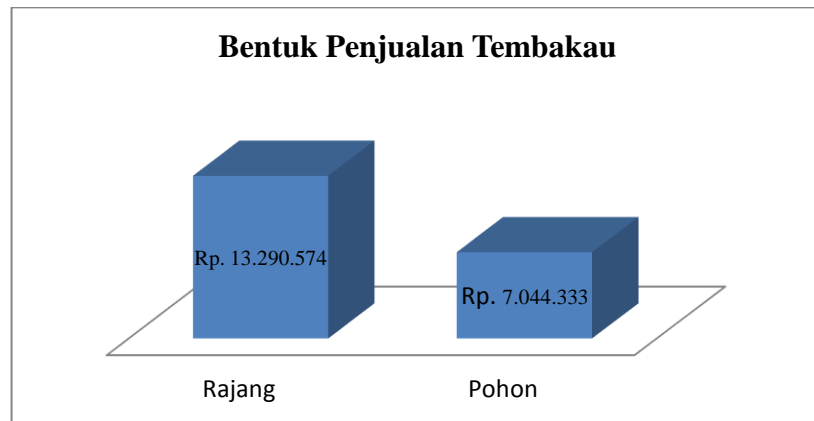 Bentuk Penjualan Tembakau
Rp. 13.290.574
Rp. 7.044.333
Rajang
Pohon